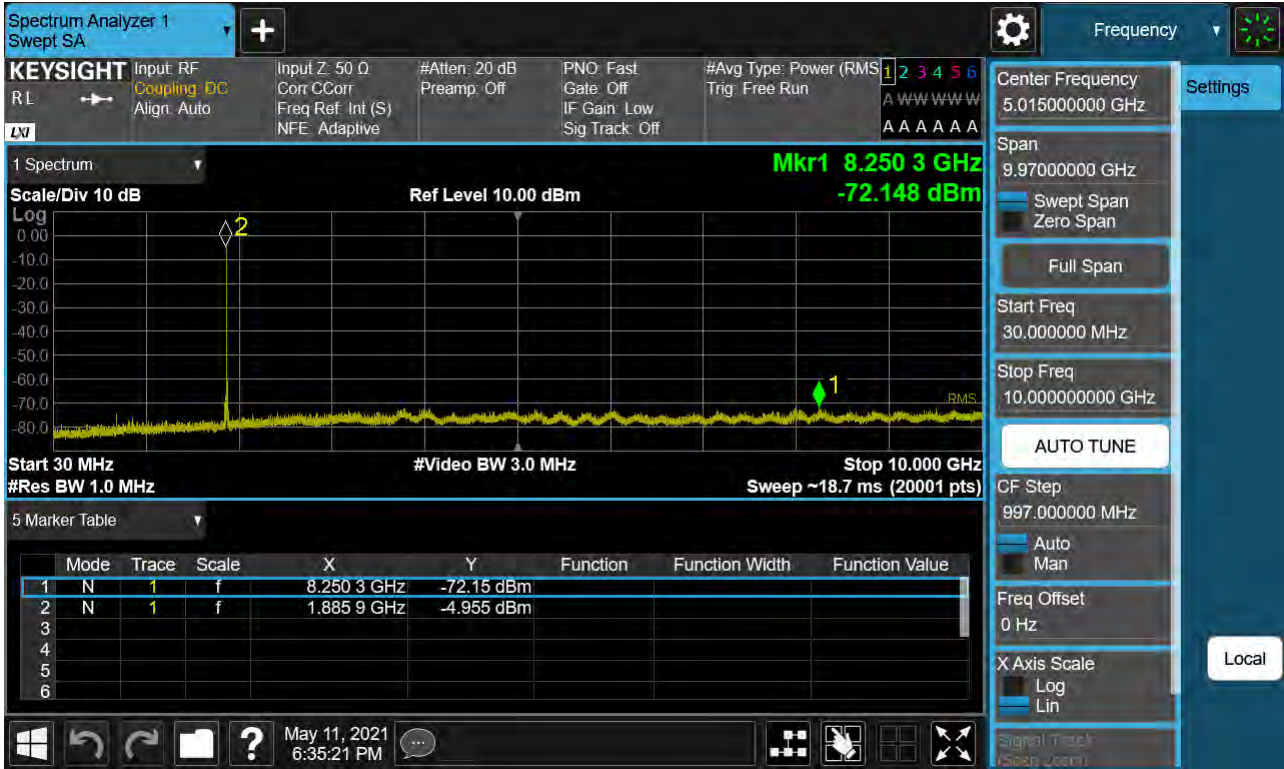 Spectrum Analyzer 1
Swept SA
Frequency
KEYSIGHT
R L
LXI
Input: RF
Coupling: DC
Align: Auto
Input Z: 50 Ω
Corr CCorr
Freq Ref: Int (S)
NFE: Adaptive
#Atten: 20 dB
Preamp: Off
PNO: Fast
Gate: Off
IF Gain: Low
Sig Track: Off
#Avg Type: Power (RMS
Trig: Free Run
1 2 3 4 5 6
A W W W W W
A A A A A A
1 Spectrum
Mkr1 8.250 3 GHz
-72.148 dBm
Scale/Div 10 dB
Ref Level 10.00 dBm
Log
0.00
-10.0
-20.0
-30.0
-40.0
-50.0
-60.0
-70.0
-80.0
2
1
RMS
Start 30 MHz
#Video BW 3.0 MHz
Stop 10.000 GHz
#Res BW 1.0 MHz
Sweep ~18.7 ms (20001 pts)
5 Marker Table
Mode Trace Scale X Y Function Function Width Function Value
1 N 1 f 8.250 3 GHz -72.15 dBm
2 N 1 f 1.885 9 GHz -4.955 dBm
3
4
5
6
Center Frequency
5.015000000 GHz
Span
9.97000000 GHz
Swept Span
Zero Span
Full Span
Start Freq
30.000000 MHz
Stop Freq
10.000000000 GHz
AUTO TUNE
CF Step
997.000000 MHz
Auto
Man
Freq Offset
0 Hz
X Axis Scale
Log
Lin
Signal Track
(Span Zoom)
Settings
Local
?
May 11, 2021
6:35:21 PM